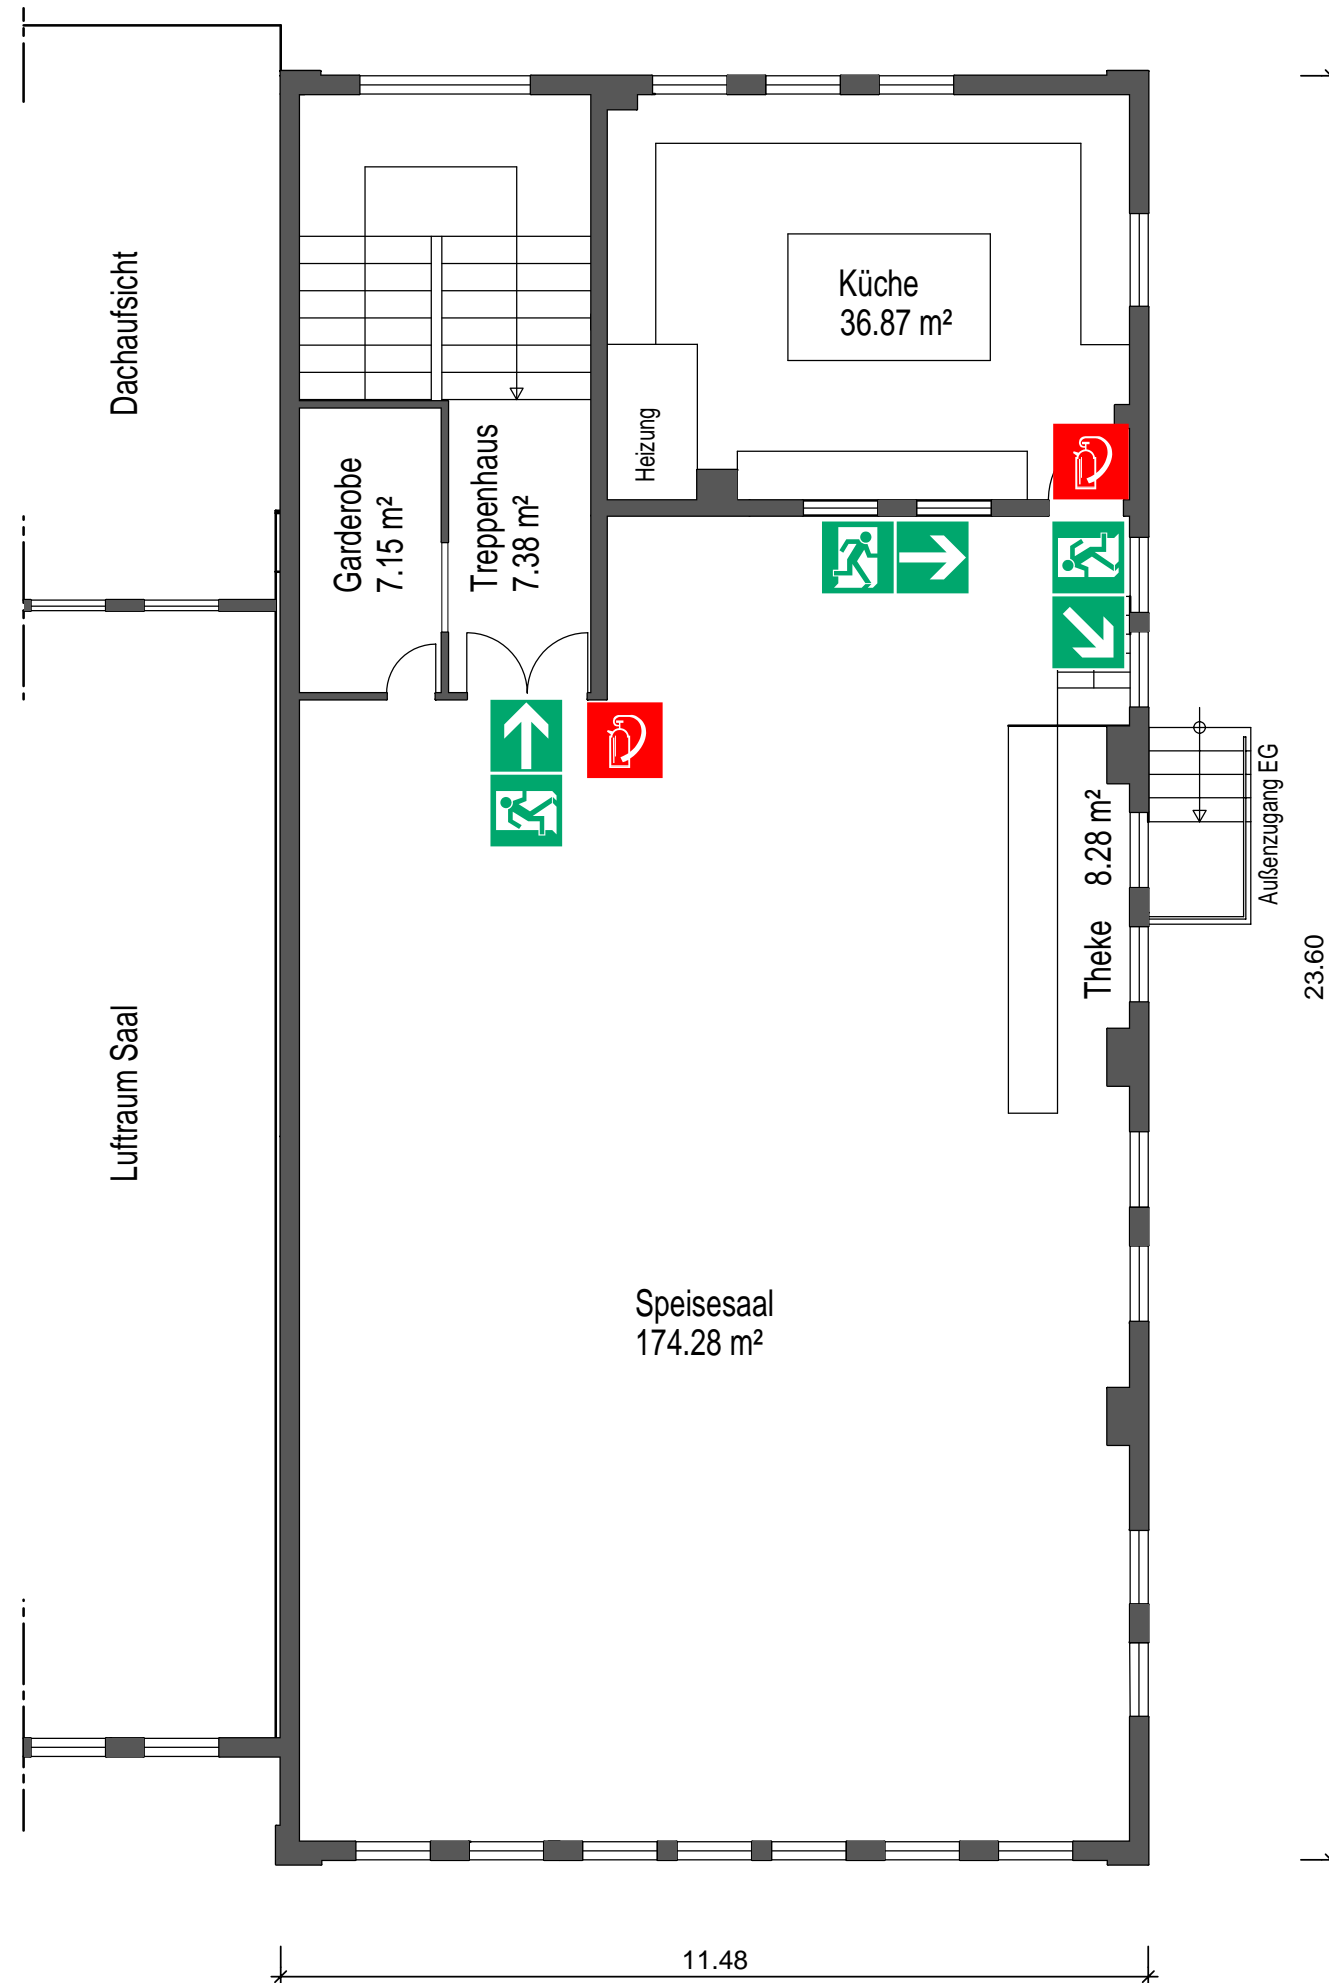 Dachaufsicht
Küche
36.87 m²
Heizung
Garderobe
7.15 m²
Treppenhaus
7.38 m²
Theke 8.28 m²
Außenzugang EG
23.60
Luftraum Saal
Speisesaal
174.28 m²
11.48